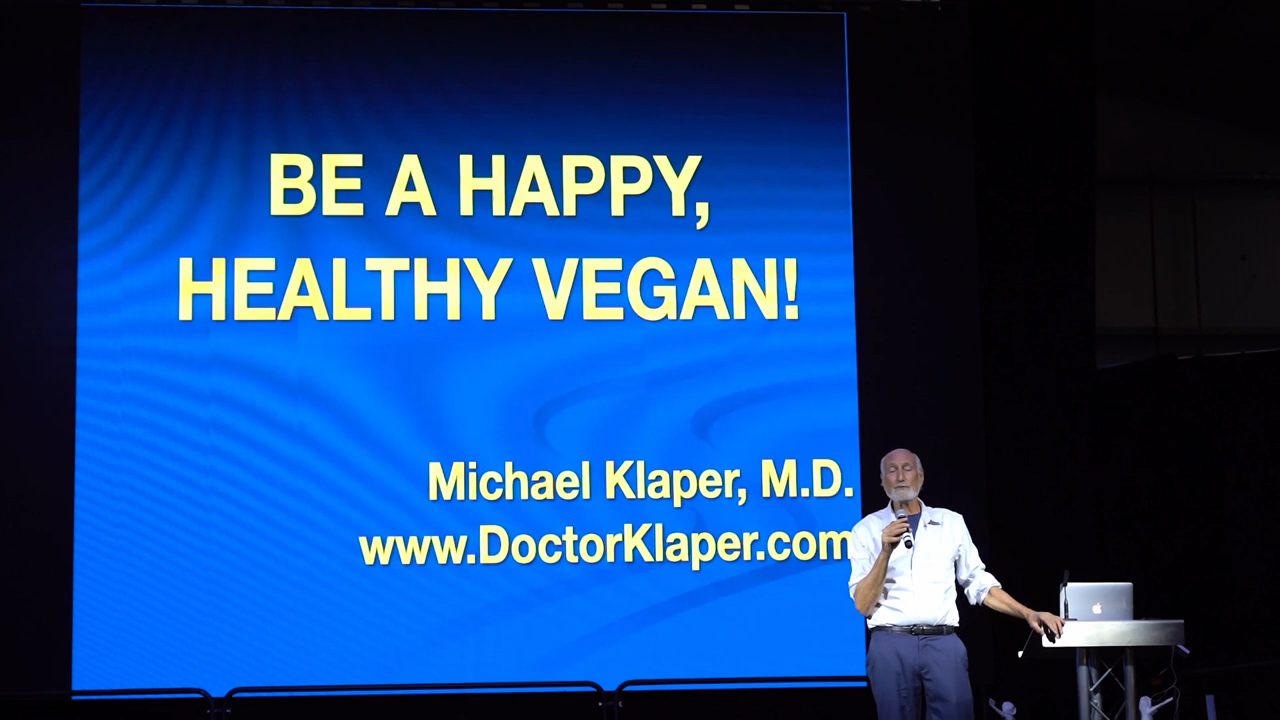 BE A HAPPY,
HEALTHY VEGAN!
Michael Klaper, M.D.
www.DoctorKlaper.com